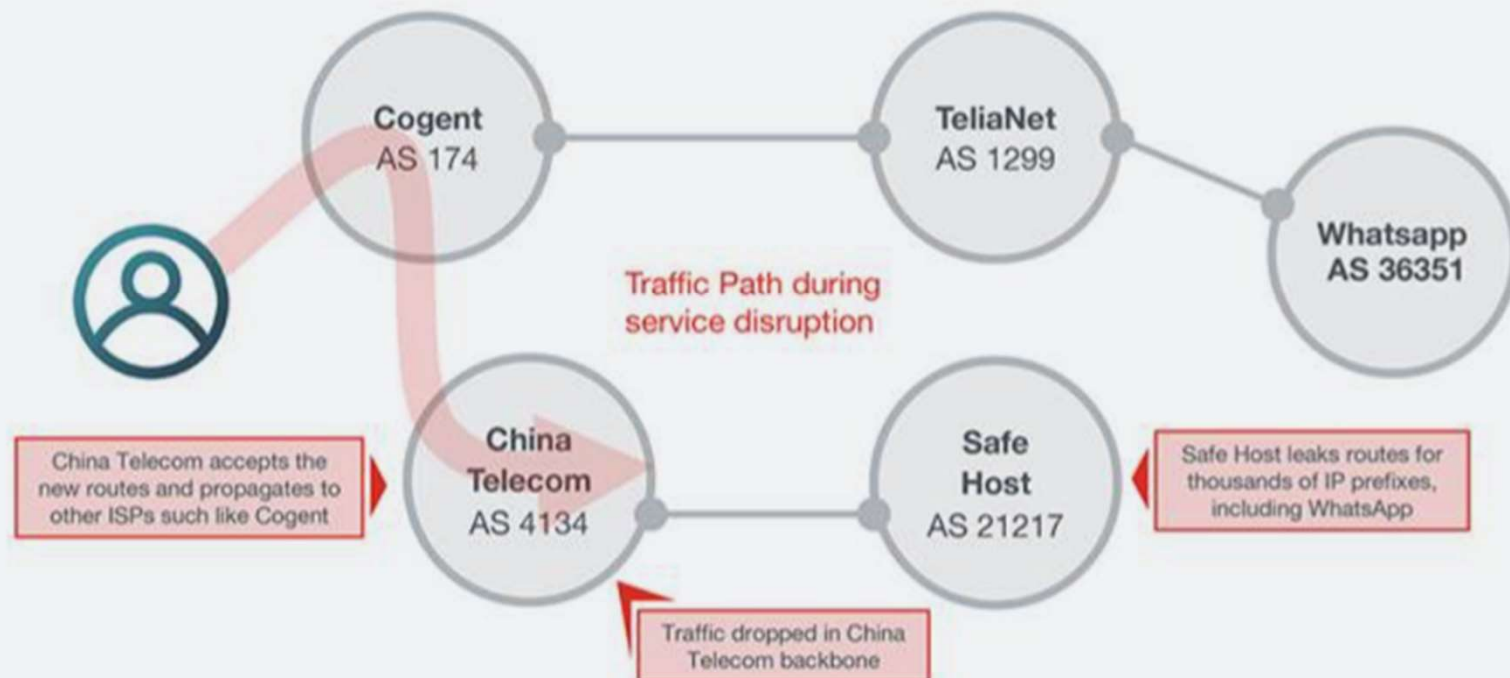 Cogent
AS 174
TeliaNet
AS 1299
Whatsapp
AS 36351
Traffic Path during
service disruption
China
Telecom
AS 4134
Safe
Host
AS 21217
China Telecom accepts the
new routes and propagates to
other ISPs such like Cogent
Safe Host leaks routes for
thousands of IP prefixes,
including WhatsApp
Traffic dropped in China
Telecom backbone